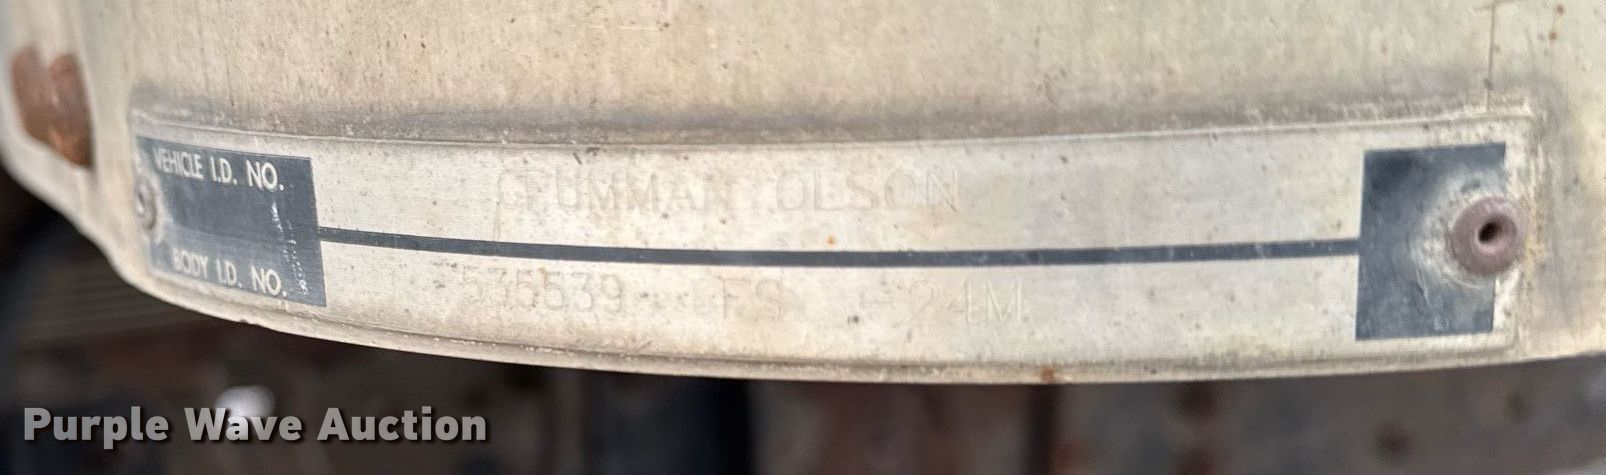 VEHICLE I.D. NO.
GRUMMAN OLSON
BODY I.D. NO.
535539 FS -24M
Purple Wave Auction